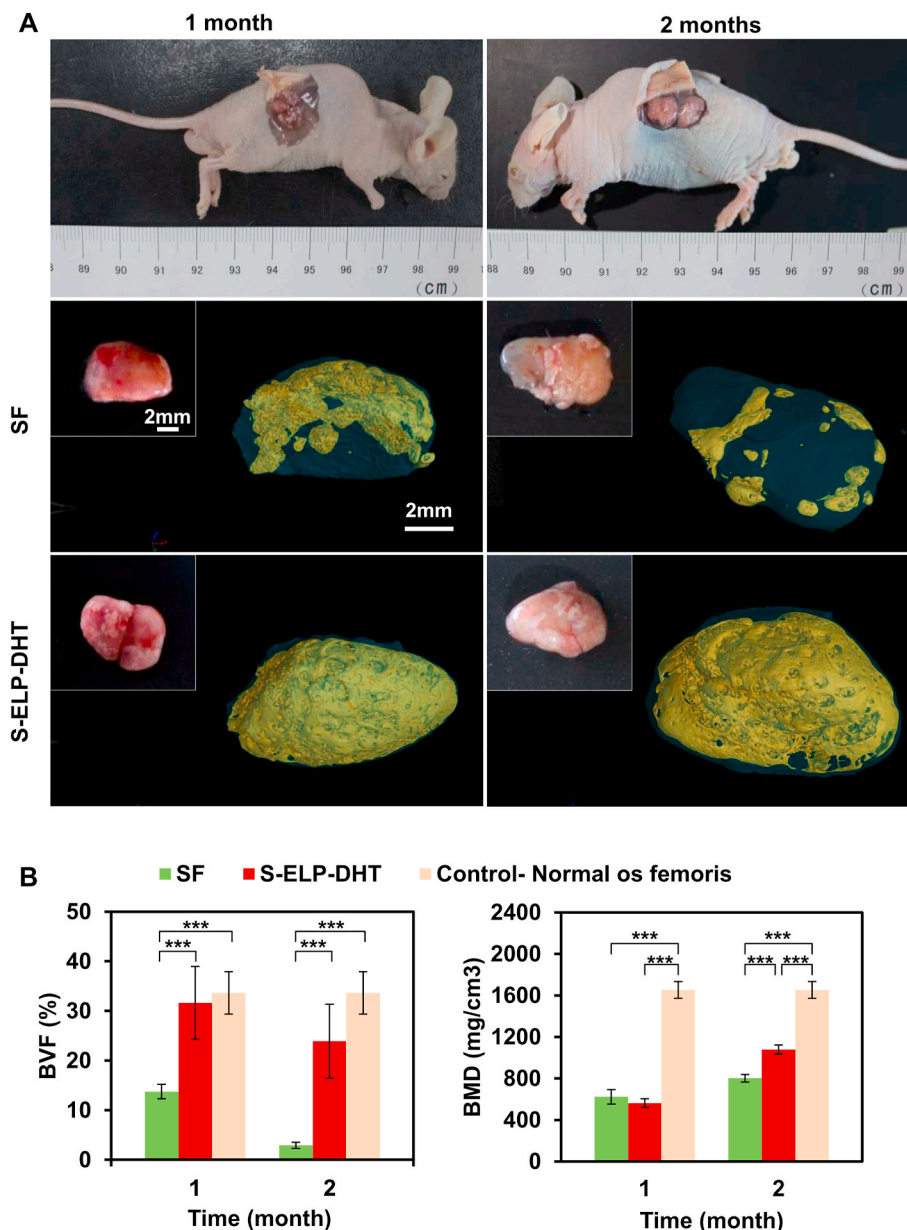 A
1 month
2 months
89 90 91 92 93 94 95 96 97 98 99
(cm)
88 89 90 91 92 93 94 95 96 97 98 99
(cm)
SF
2mm
2mm
S-ELP-DHT
B
SF
S-ELP-DHT
Control- Normal os femoris
50
40
30
20
10
0
BVF (%)
***
***
***
***
1
2
Time (month)
2400
2000
1600
1200
800
400
0
BMD (mg/cm3)
***
***
***
***
***
1
2
Time (month)